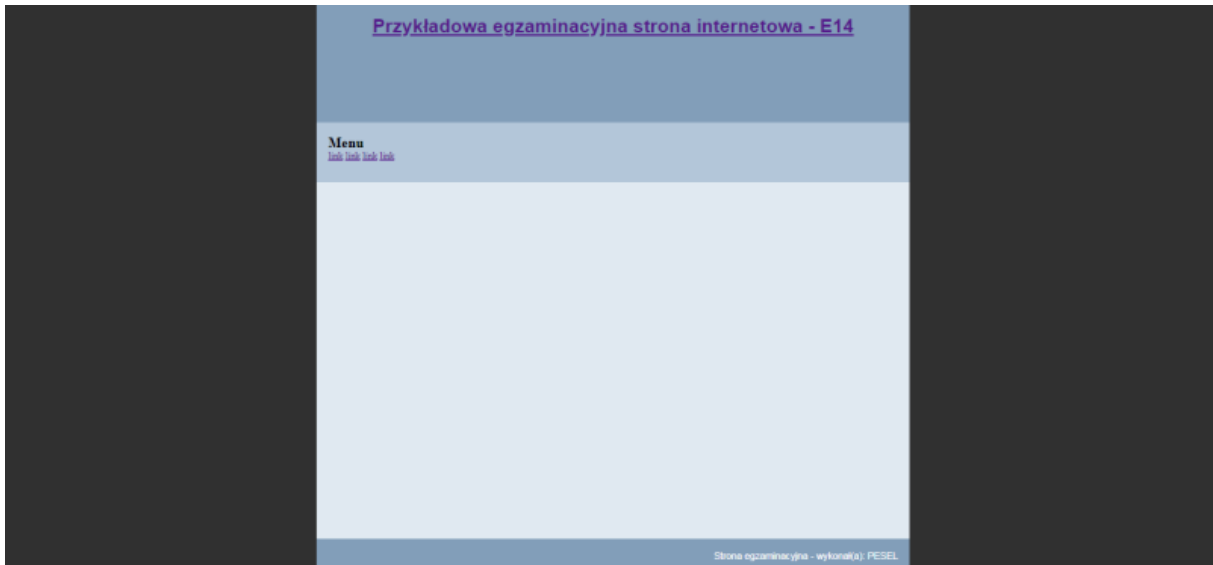 Przykładowa egzaminacyjna strona internetowa - E14
Menu
link link link link
Strona egzaminacyjna - wykonał(a): PESEL